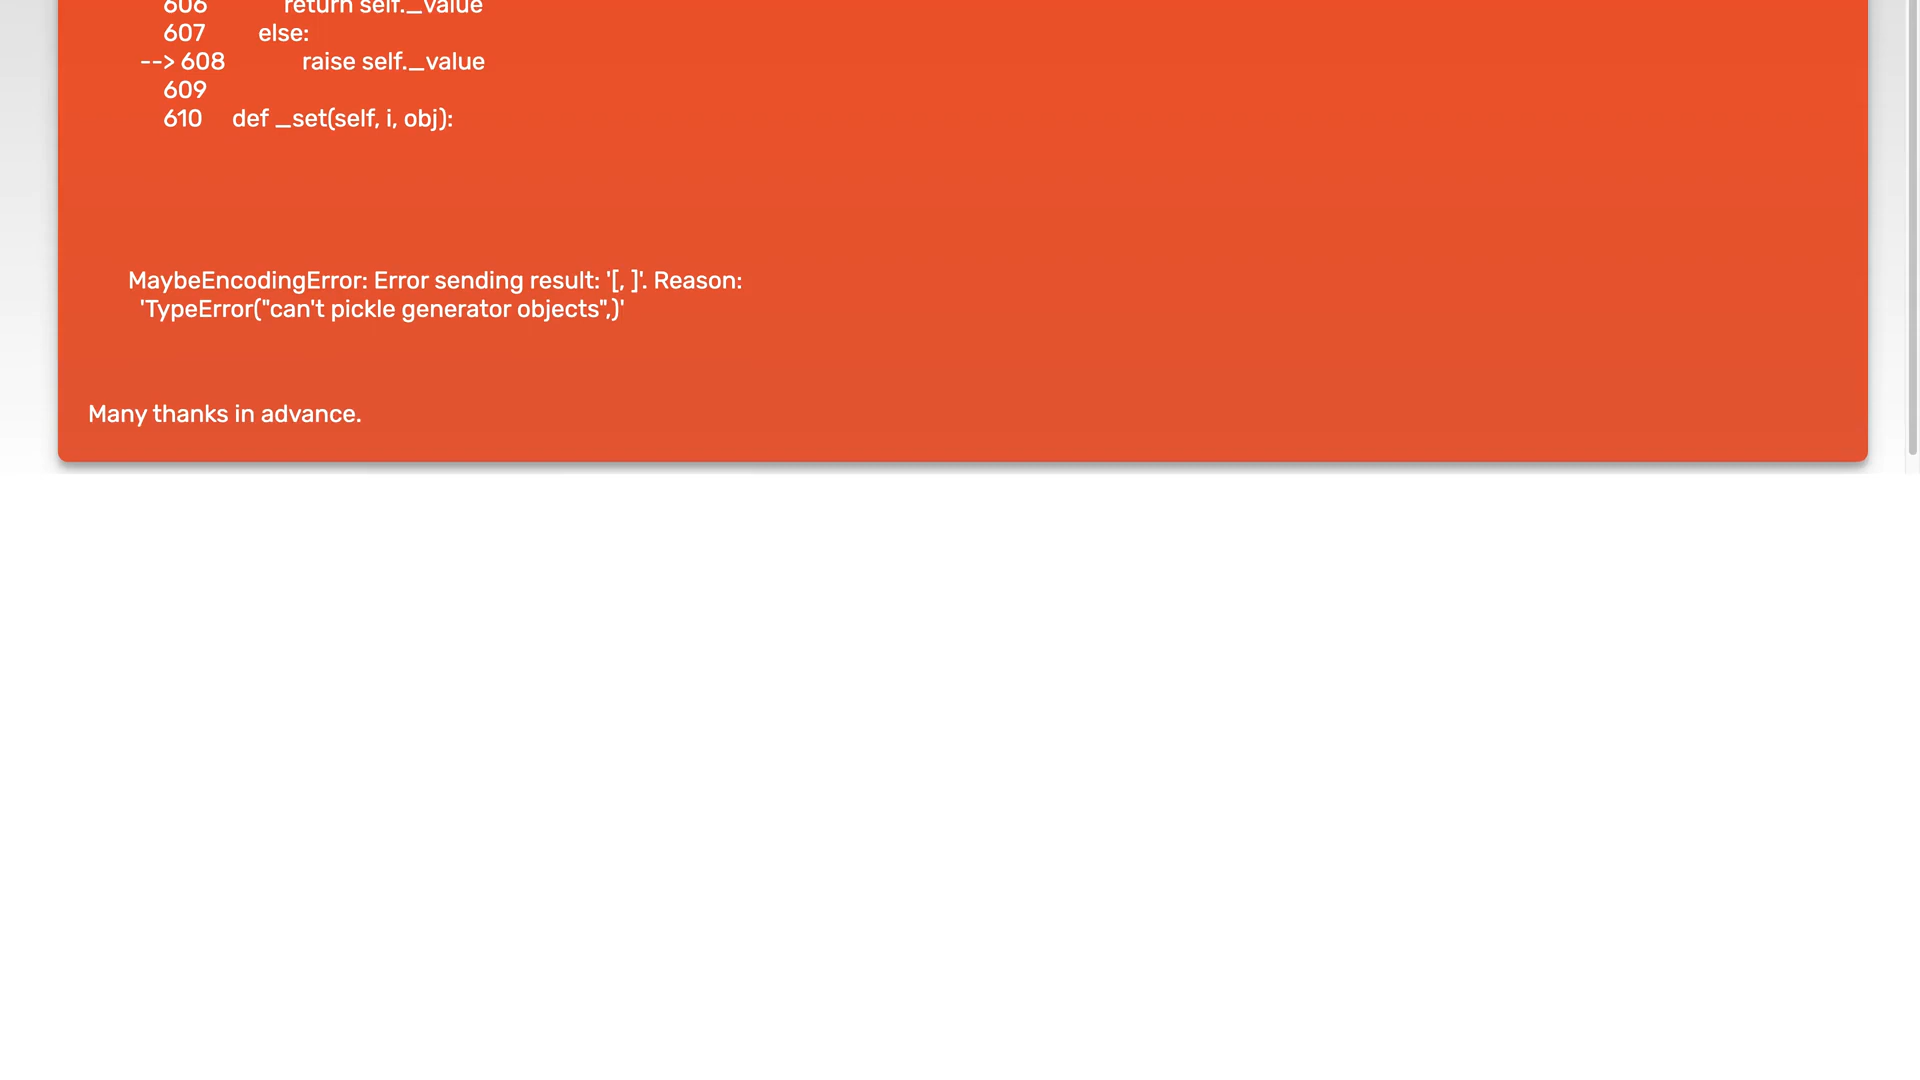 606 return self._value
607 else:
--> 608 raise self._value
609
610 def _set(self, i, obj):
MaybeEncodingError: Error sending result: '[, ]'. Reason:
'TypeError("can't pickle generator objects",)'
Many thanks in advance.